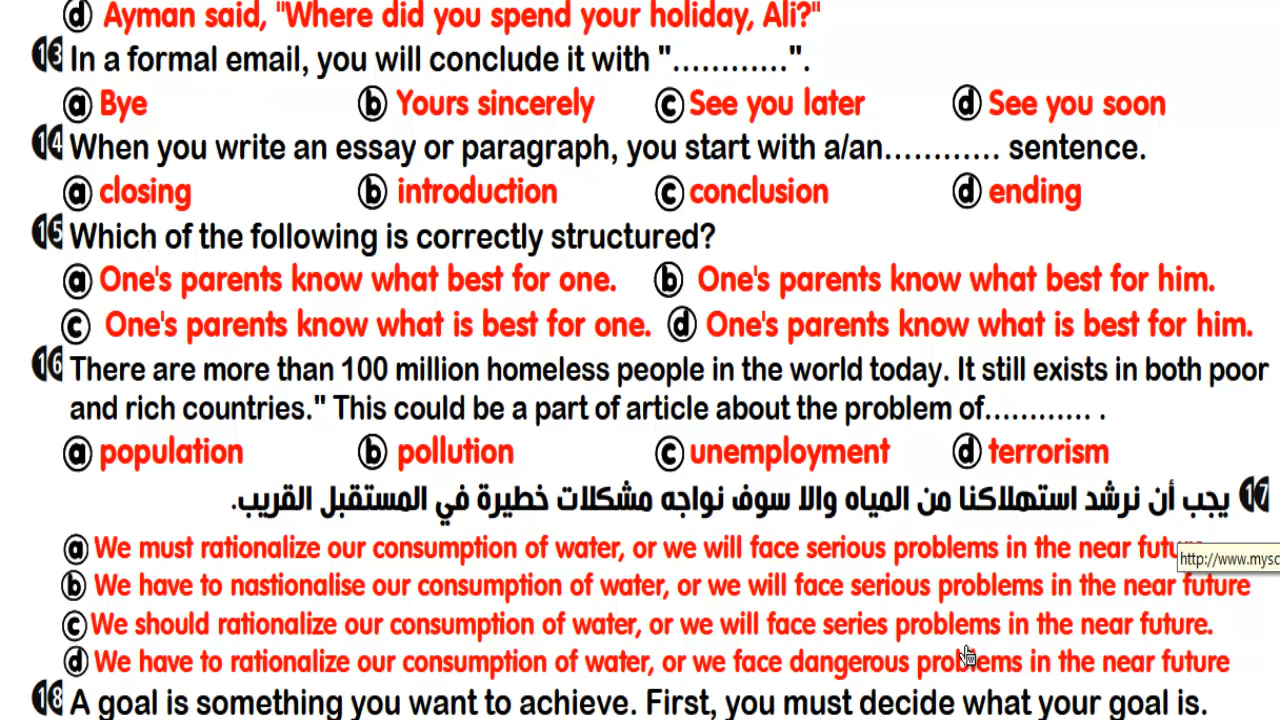 d Ayman said, "Where did you spend your holiday, Ali?"
13 In a formal email, you will conclude it with "............".
a Bye b Yours sincerely c See you later d See you soon
14 When you write an essay or paragraph, you start with a/an............ sentence.
a closing b introduction c conclusion d ending
15 Which of the following is correctly structured?
a One's parents know what best for one. b One's parents know what best for him.
c One's parents know what is best for one. d One's parents know what is best for him.
16 There are more than 100 million homeless people in the world today. It still exists in both poor
and rich countries." This could be a part of article about the problem of............ .
a population b pollution c unemployment d terrorism
17 يجب أن نرشد استهلاكنا من المياه والا سوف نواجه مشكلات خطيرة في المستقبل القريب.
a We must rationalize our consumption of water, or we will face serious problems in the near future
http://www.mysc
b We have to nastionalise our consumption of water, or we will face serious problems in the near future
c We should rationalize our consumption of water, or we will face series problems in the near future.
d We have to rationalize our consumption of water, or we face dangerous problems in the near future
18 A goal is something you want to achieve. First, you must decide what your goal is.